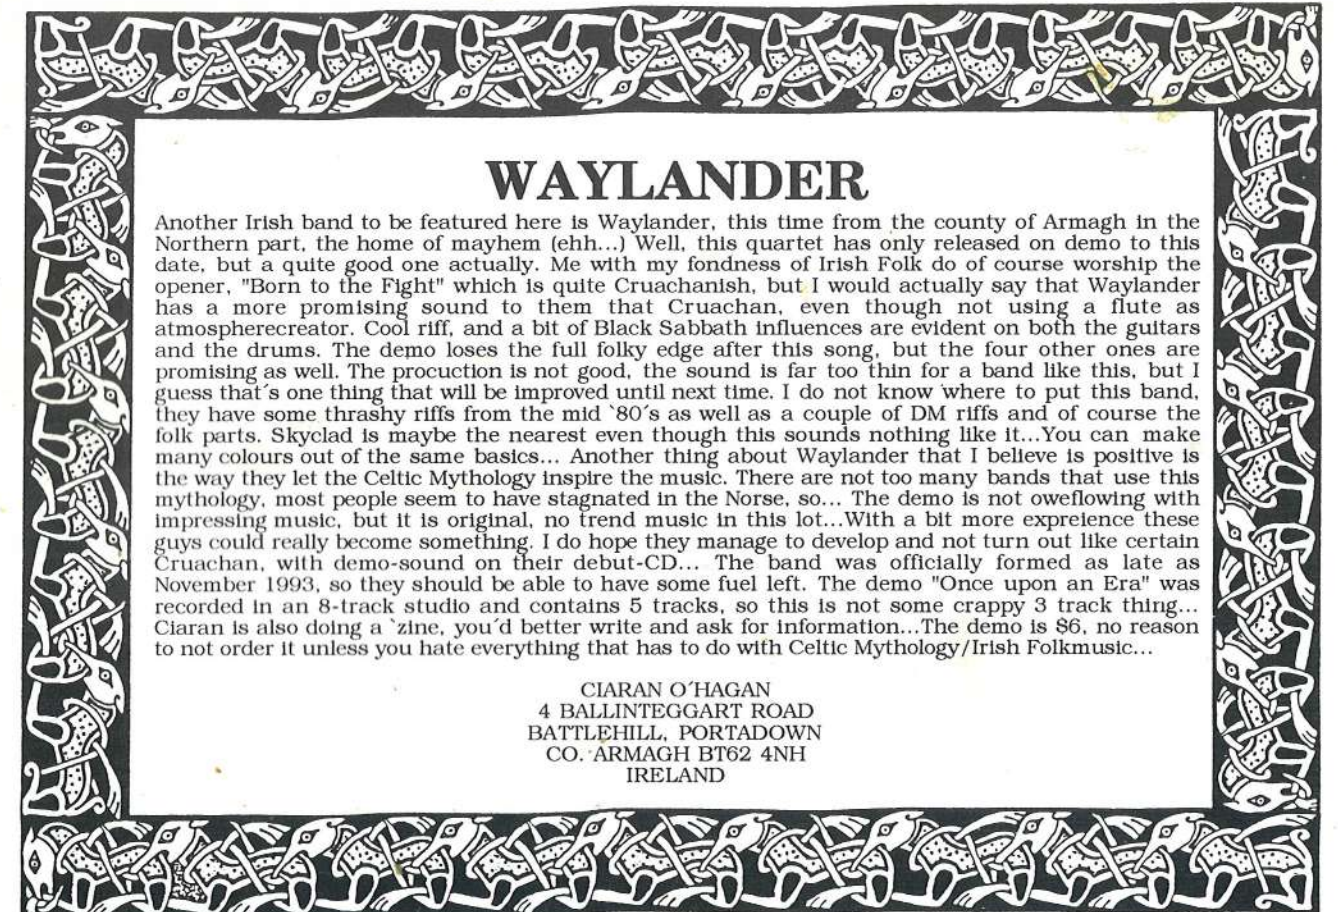 WAYLANDER
Another Irish band to be featured here is Waylander, this time from the county of Armagh in the
Northern part, the home of mayhem (ehh...) Well, this quartet has only released on demo to this
date, but a quite good one actually. Me with my fondness of Irish Folk do of course worship the
opener, "Born to the Fight" which is quite Cruachanish, but I would actually say that Waylander
has a more promising sound to them that Cruachan, even though not using a flute as
atmospherecreator. Cool riff, and a bit of Black Sabbath influences are evident on both the guitars
and the drums. The demo loses the full folky edge after this song, but the four other ones are
promising as well. The procuction is not good, the sound is far too thin for a band like this, but I
guess that´s one thing that will be improved until next time. I do not know where to put this band,
they have some thrashy riffs from the mid `80´s as well as a couple of DM riffs and of course the
folk parts. Skyclad is maybe the nearest even though this sounds nothing like it...You can make
many colours out of the same basics... Another thing about Waylander that I believe is positive is
the way they let the Celtic Mythology inspire the music. There are not too many bands that use this
mythology, most people seem to have stagnated in the Norse, so... The demo is not oweflowing with
impressing music, but it is original, no trend music in this lot...With a bit more expreience these
guys could really become something. I do hope they manage to develop and not turn out like certain
Cruachan, with demo-sound on their debut-CD... The band was officially formed as late as
November 1993, so they should be able to have some fuel left. The demo "Once upon an Era" was
recorded in an 8-track studio and contains 5 tracks, so this is not some crappy 3 track thing...
Ciaran is also doing a `zine, you´d better write and ask for information...The demo is $6, no reason
to not order it unless you hate everything that has to do with Celtic Mythology/Irish Folkmusic...
CIARAN O´HAGAN
4 BALLINTEGGART ROAD
BATTLEHILL, PORTADOWN
CO. ARMAGH BT62 4NH
IRELAND